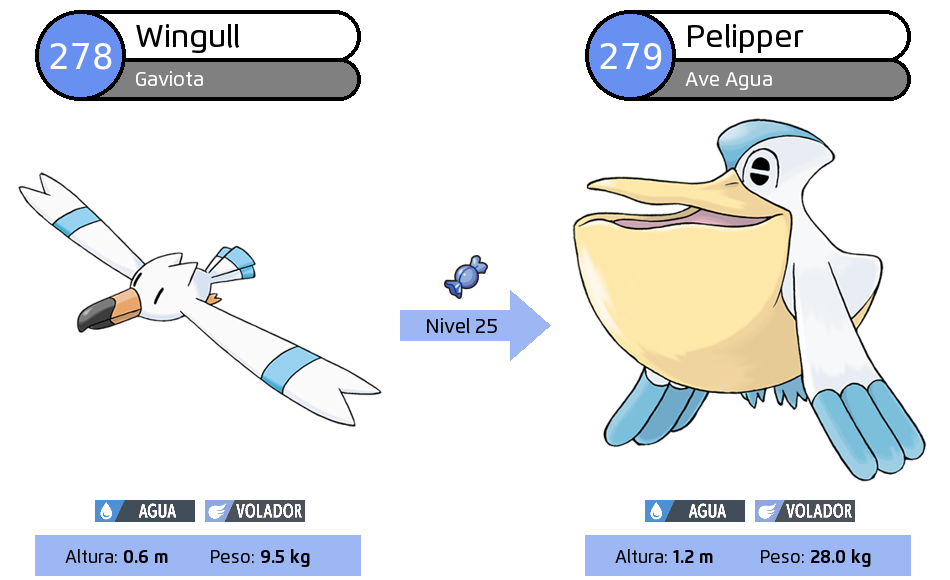 278
Wingull
Gaviota
279
Pelipper
Ave Agua
Nivel 25
AGUA VOLADOR
Altura: 0.6 m Peso: 9.5 kg
AGUA VOLADOR
Altura: 1.2 m Peso: 28.0 kg